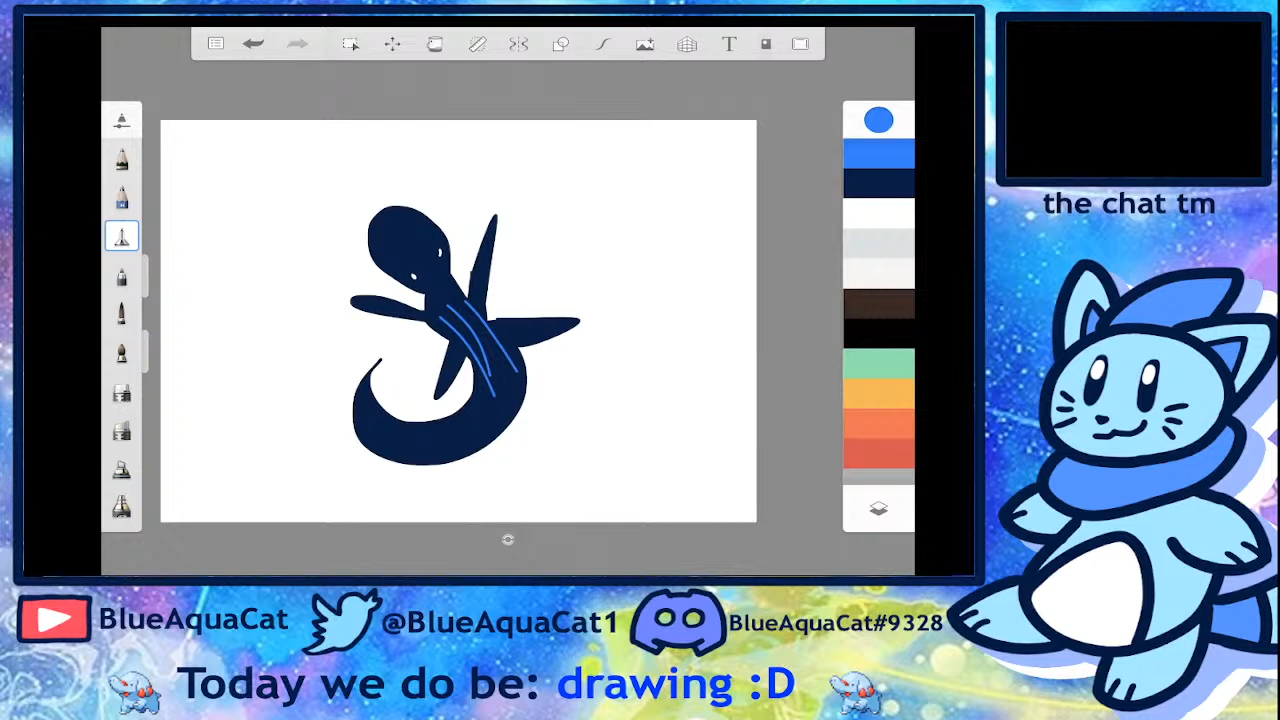 T
the chat tm
BlueAquaCat
@BlueAquaCat1
BlueAquaCat#9328
Today we do be: drawing :D